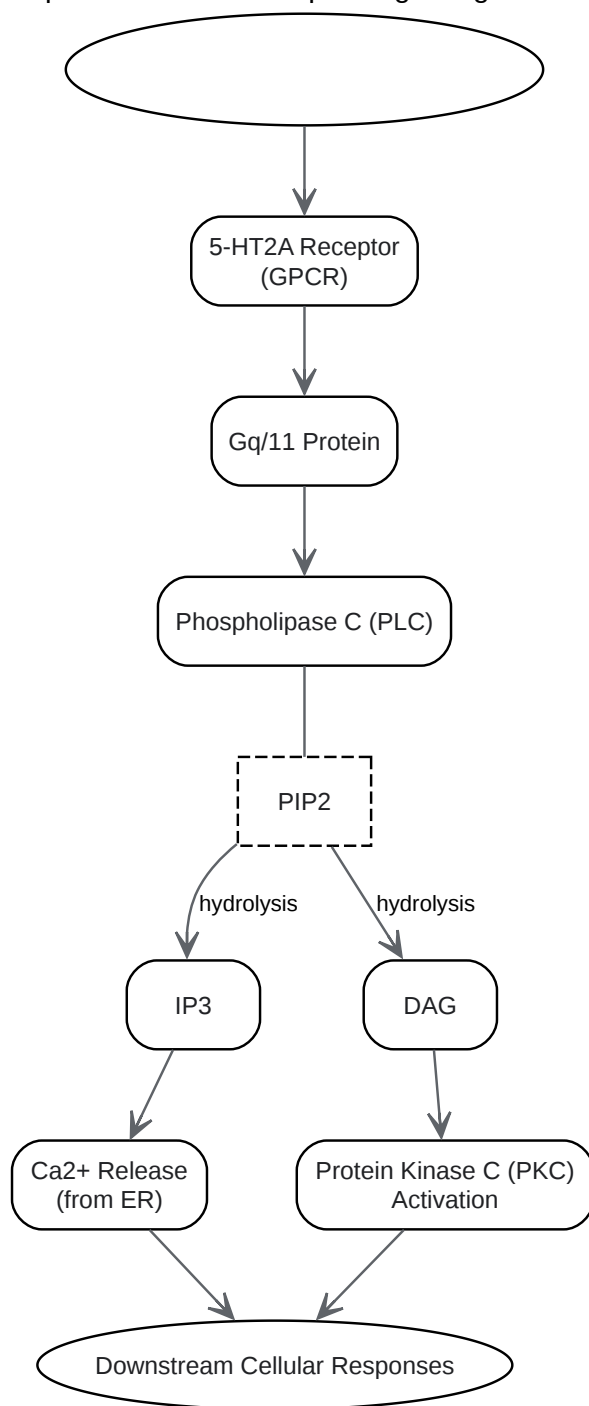 5-HT2A Receptor
(GPCR)
Gq/11 Protein
Phospholipase C (PLC)
PIP2
hydrolysis
hydrolysis
IP3
DAG
Ca2+ Release
(from ER)
Protein Kinase C (PKC)
Activation
Downstream Cellular Responses